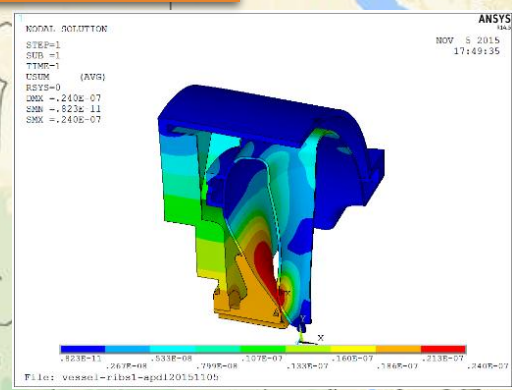 NODAL SOLUTION
STEP=1
SUB =1
TIME=1
USUM (AVG)
RSYS=0
DMX =.240E-07
SMN =.823E-11
SMX =.240E-07
ANSYS
NOV 5 2015
17:49:35
Y
X
.823E-11 .533E-08 .107E-07 .160E-07 .213E-07
.267E-08 .799E-08 .133E-07 .186E-07 .240E-07
File: vessel-ribs1-apdl20151105